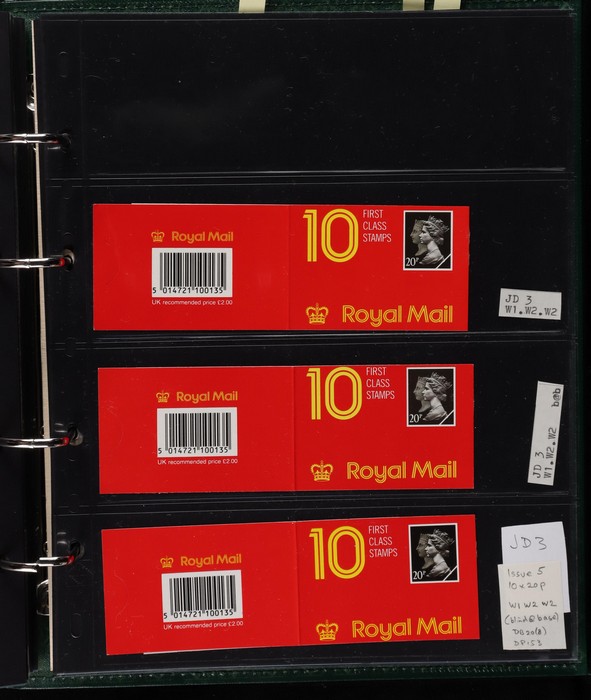 Royal Mail
5 014721 100135
UK recommended price £2.00
10 FIRST
CLASS
STAMPS
20P
Royal Mail
JD 3
W1.W2.W2
Royal Mail
5 014721 100135
UK recommended price £2.00
10 FIRST
CLASS
STAMPS
20P
Royal Mail
JD 3 b@b
W1.W2.W2
Royal Mail
5 014721 100135
UK recommended price £2.00
10 FIRST
CLASS
STAMPS
20P
Royal Mail
JD3
Issue 5
10 x 20p
W1 W2 W2